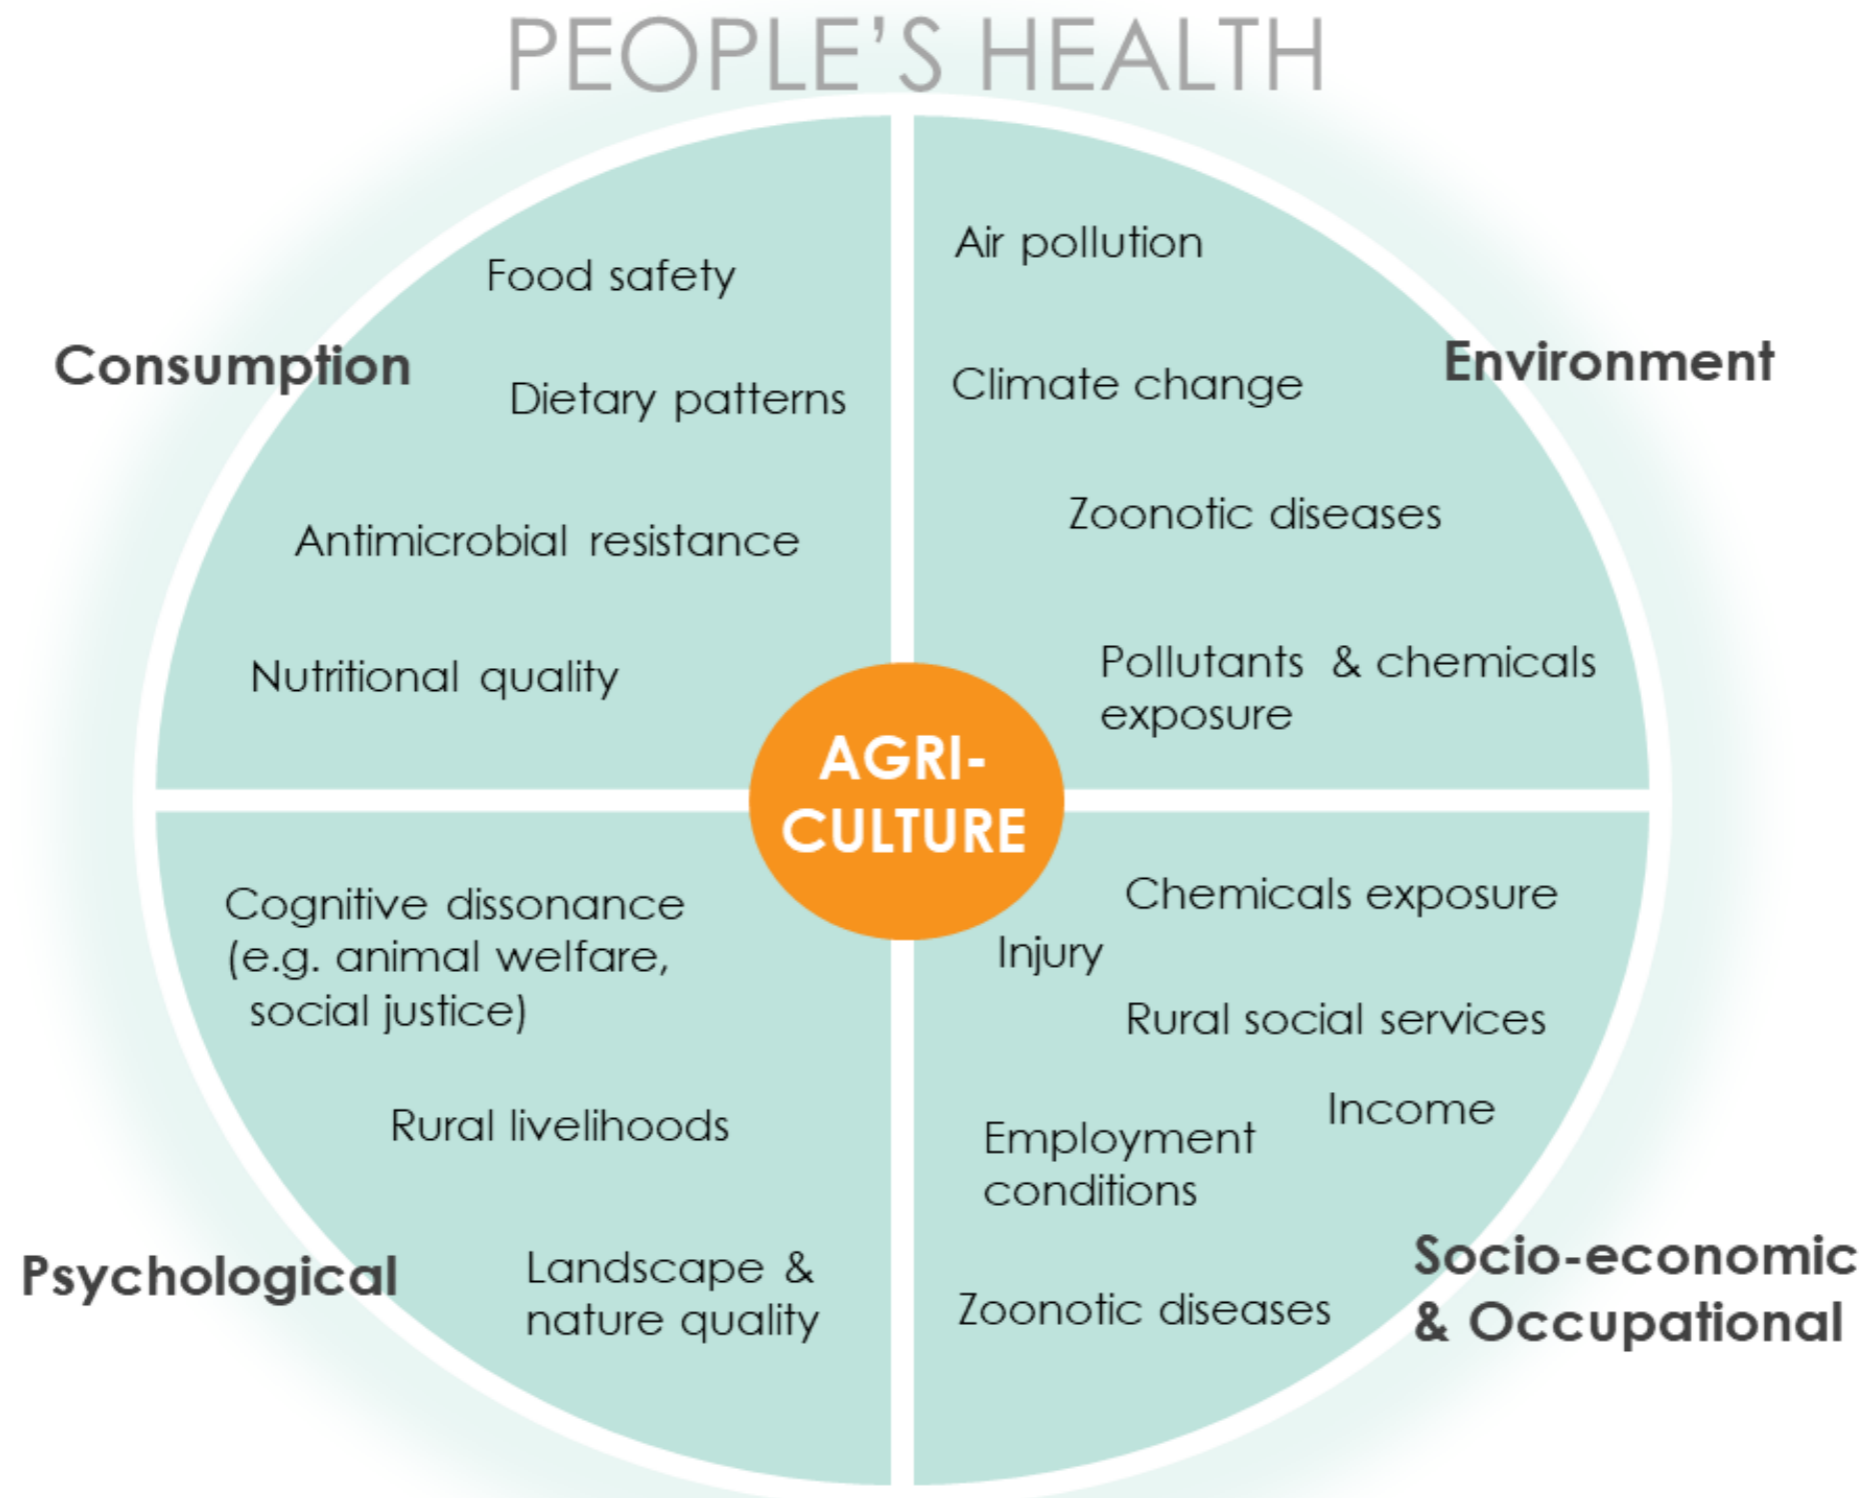 PEOPLE'S HEALTH
Consumption
Food safety
Dietary patterns
Antimicrobial resistance
Nutritional quality
Environment
Air pollution
Climate change
Zoonotic diseases
Pollutants & chemicals
exposure
AGRI-
CULTURE
Psychological
Cognitive dissonance
(e.g. animal welfare,
social justice)
Rural livelihoods
Landscape &
nature quality
Chemicals exposure
Injury
Rural social services
Income
Employment
conditions
Zoonotic diseases
Socio-economic
& Occupational